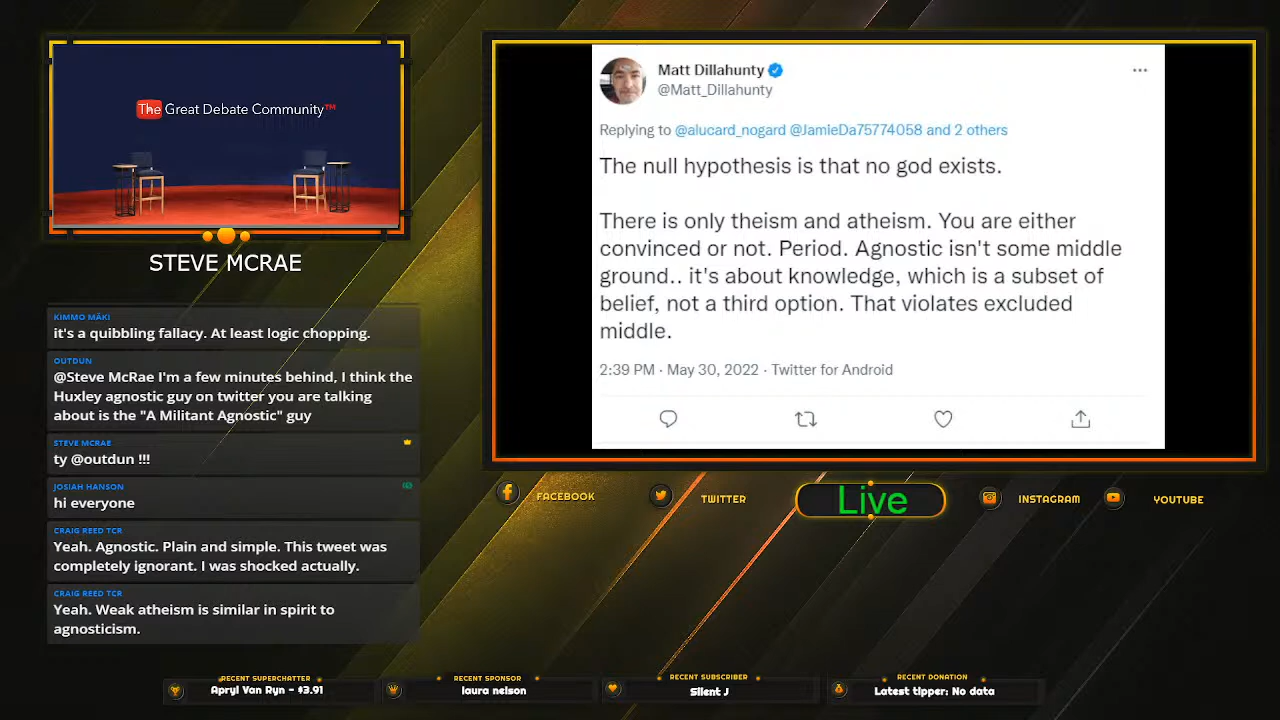 The Great Debate Community™
STEVE MCRAE
KIMMO MÄKI
it's a quibbling fallacy. At least logic chopping.
OUTDUN
@Steve McRae I'm a few minutes behind, I think the
Huxley agnostic guy on twitter you are talking
about is the "A Militant Agnostic" guy
STEVE MCRAE
ty @outdun !!!
JOSIAH HANSON
hi everyone
CRAIG REED TCR
Yeah. Agnostic. Plain and simple. This tweet was
completely ignorant. I was shocked actually.
CRAIG REED TCR
Yeah. Weak atheism is similar in spirit to
agnosticism.
Matt Dillahunty
@Matt_Dillahunty
Replying to @alucard_nogard @JamieDa75774058 and 2 others
The null hypothesis is that no god exists.
There is only theism and atheism. You are either
convinced or not. Period. Agnostic isn't some middle
ground.. it's about knowledge, which is a subset of
belief, not a third option. That violates excluded
middle.
2:39 PM · May 30, 2022 · Twitter for Android
FACEBOOK
TWITTER
Live
INSTAGRAM
YOUTUBE
RECENT SUPERCHATTER
Apryl Van Ryn - $3.91
RECENT SPONSOR
laura nelson
RECENT SUBSCRIBER
Silent J
RECENT DONATION
Latest tipper: No data